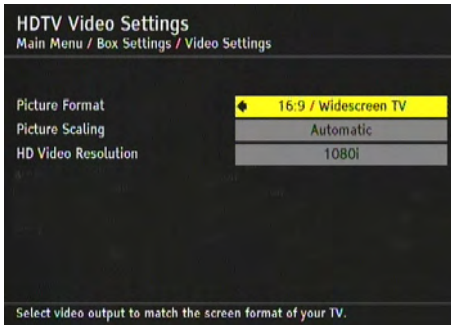 HDTV Video Settings
Main Menu / Box Settings / Video Settings
Picture Format 16:9 / Widescreen TV
Picture Scaling Automatic
HD Video Resolution 1080i
Select video output to match the screen format of your TV.